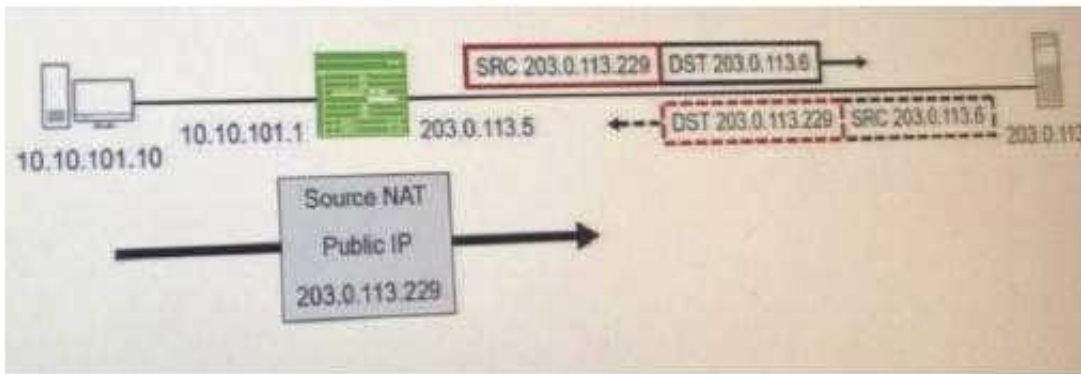 SRC 203.0.113.229 DST 203.0.113.6
DST 203.0.113.229 SRC 203.0.113.6
10.10.101.1
203.0.113.5
10.10.101.10
Source NAT
Public IP
203.0.113.229